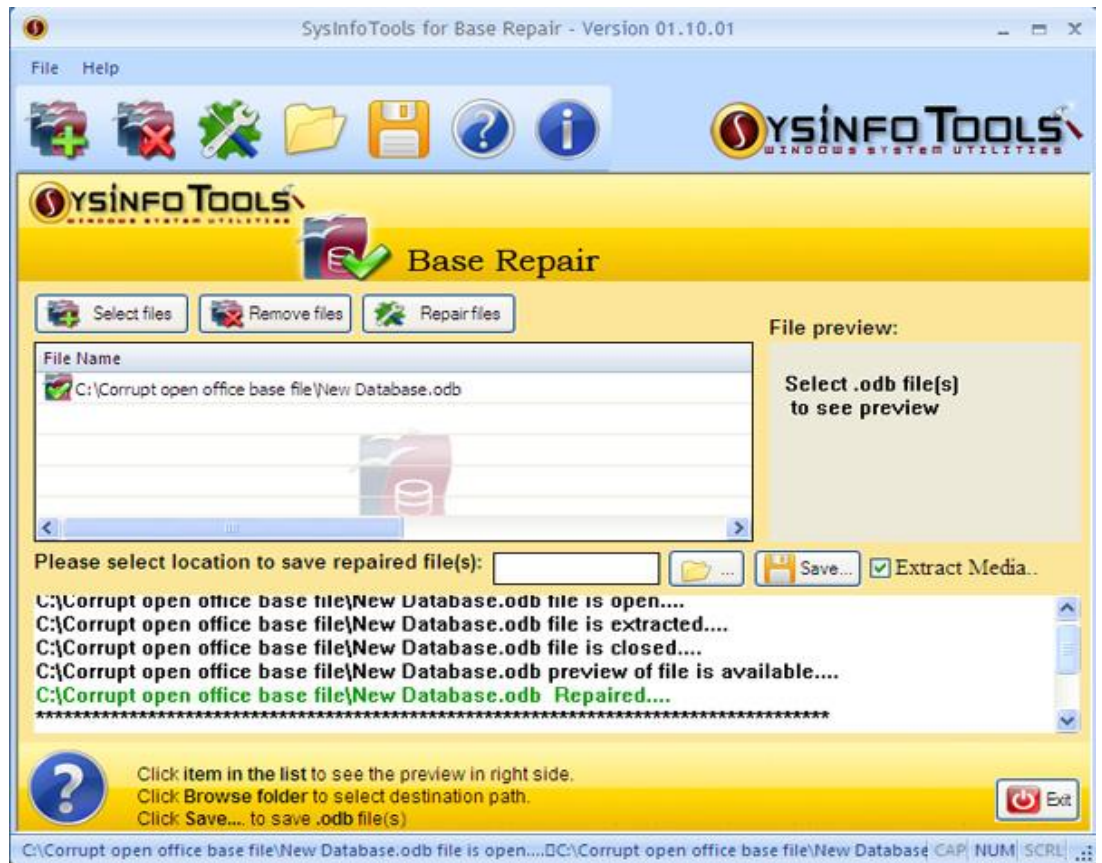 SysInfoTools for Base Repair - Version 01.10.01
File Help
SYSINFO TOOLS
WINDOWS SYSTEM UTILITIES
SYSINFO TOOLS
WINDOWS SYSTEM UTILITIES
Base Repair
Select files Remove files Repair files
File preview:
File Name
C:\Corrupt open office base file\New Database.odb
Select .odb file(s)
to see preview
Please select location to save repaired file(s): ... Save... Extract Media..
C:\Corrupt open office base file\New Database.odb file is open....
C:\Corrupt open office base file\New Database.odb file is extracted....
C:\Corrupt open office base file\New Database.odb file is closed....
C:\Corrupt open office base file\New Database.odb preview of file is available....
C:\Corrupt open office base file\New Database.odb Repaired....
Click item in the list to see the preview in right side.
Click Browse folder to select destination path.
Click Save.... to save .odb file(s)
Exit
C:\Corrupt open office base file\New Database.odb file is open....▯C:\Corrupt open office base file\New Database CAP NUM SCRL